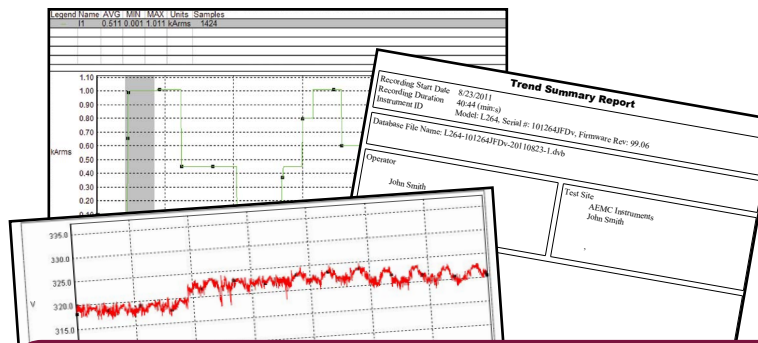 Legend Name AVG MIN MAX Units Samples
I1 0.511 0.001 1.011 kArms 1424
1.10
1.00
0.90
0.80
0.70
0.60
kArms
0.50
0.40
0.30
0.20
0.10
Trend Summary Report
Recording Start Date 8/23/2011
Recording Duration 40:44 (min:s)
Instrument ID Model: L264, Serial #: 101264JFDv, Firmware Rev: 99.06
Database File Name: L264-101264JFDv-20110823-1.dvb
Operator
John Smith
Test Site
AEMC Instruments
John Smith
335.0
330.0
325.0
V
320.0
315.0